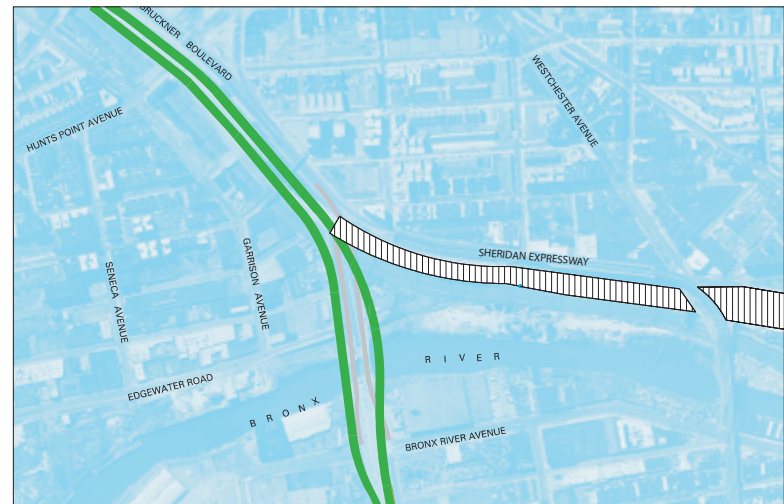 BRUCKNER BOULEVARD
WESTCHESTER AVENUE
HUNTS POINT AVENUE
SHERIDAN EXPRESSWAY
SENECA AVENUE
GARRISON AVENUE
RIVER
EDGEWATER ROAD
BRONX
BRONX RIVER AVENUE